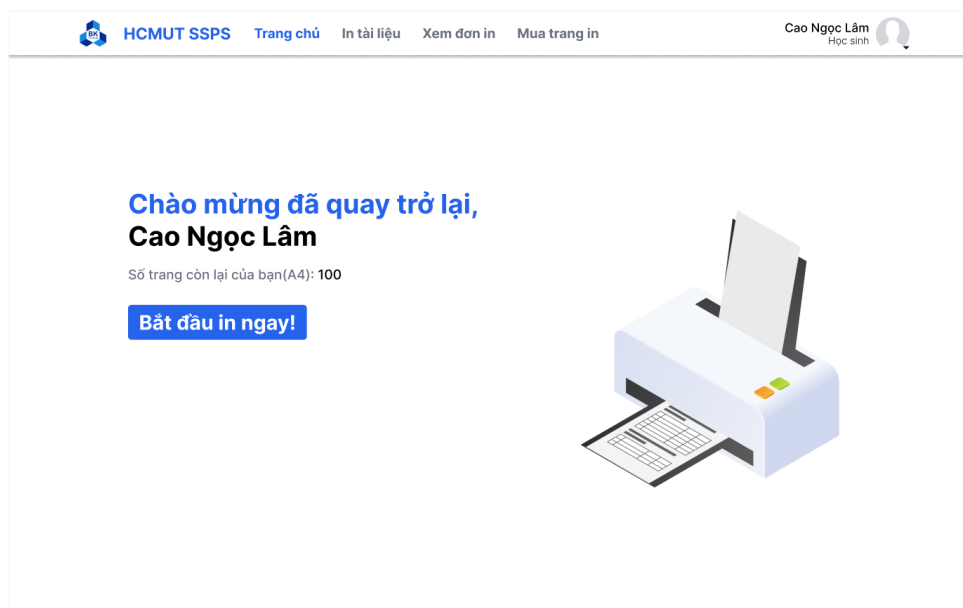 BK
HCMUT SSPS
Trang chủ
In tài liệu
Xem đơn in
Mua trang in
Cao Ngọc Lâm
Học sinh
Chào mừng đã quay trở lại,
Cao Ngọc Lâm
Số trang còn lại của bạn(A4): 100
Bắt đầu in ngay!